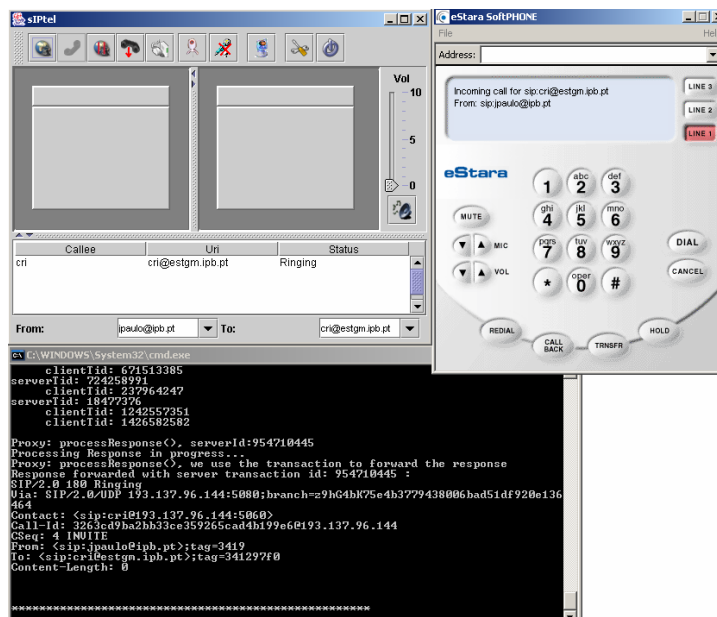 sIPtel
Vol
10
5
0
Callee Uri Status
cri cri@estgm.ipb.pt Ringing
From: jpaulo@ipb.pt To: cri@estgm.ipb.pt
eStara SoftPHONE
File Hel
Address:
Incoming call for sip:cri@estgm.ipb.pt
From: sip:jpaulo@ipb.pt
LINE 3
LINE 2
LINE 1
eStara
1 abc 2 def 3
MUTE ghi 4 jkl 5 mno 6
MIC pqrs 7 tuv 8 wxyz 9 DIAL
VOL * oper 0 # CANCEL
REDIAL CALL BACK TRNSFR HOLD
C:\WINDOWS\System32\cmd.exe
clientTid: 671513385
serverTid: 724258991
clientTid: 237964247
serverTid: 18477376
clientTid: 1242557351
clientTid: 1426582582
Proxy: processResponse(), serverId:954710445
Processing Response in progress...
Proxy: processResponse(), we use the transaction to forward the response
Response forwarded with server transaction id: 954710445 :
SIP/2.0 180 Ringing
Via: SIP/2.0/UDP 193.137.96.144:5080;branch=z9hG4bK75e4b3779438006bad51df920e136
464
Contact: <sip:cri@193.137.96.144:5060>
Call-Id: 3263cd9ba2bb33ce359265cad4b199e6@193.137.96.144
CSeq: 4 INVITE
From: <sip:jpaulo@ipb.pt>;tag=3419
To: <sip:cri@estgm.ipb.pt>;tag=341297f0
Content-Length: 0
******************************************************